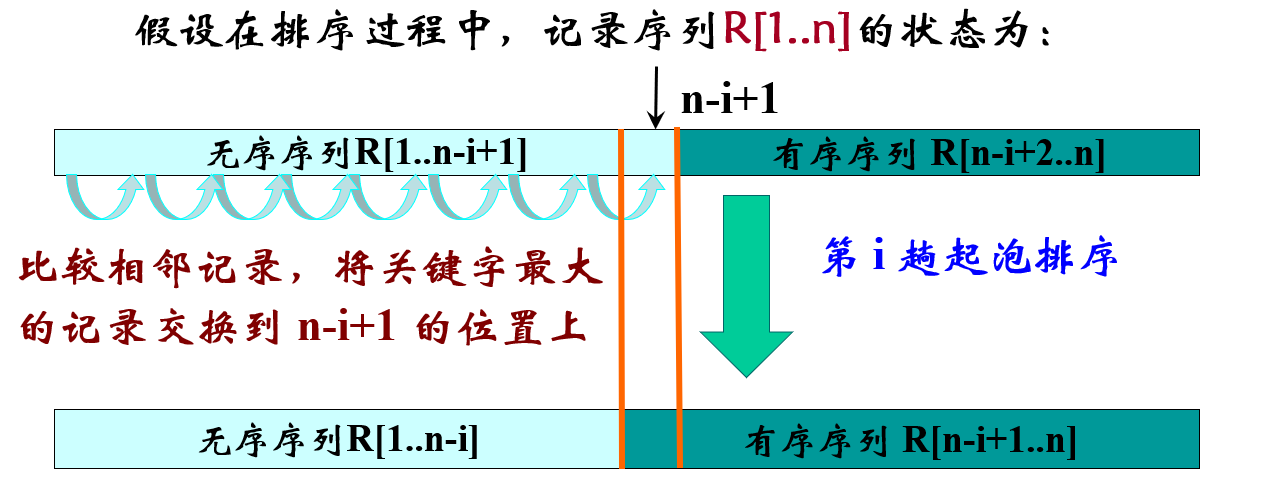 假设在排序过程中，记录序列R[1..n]的状态为：
n-i+1
无序序列R[1..n-i+1]
有序序列 R[n-i+2..n]
比较相邻记录，将关键字最大
的记录交换到 n-i+1 的位置上
第 i 趟起泡排序
无序序列R[1..n-i]
有序序列 R[n-i+1..n]